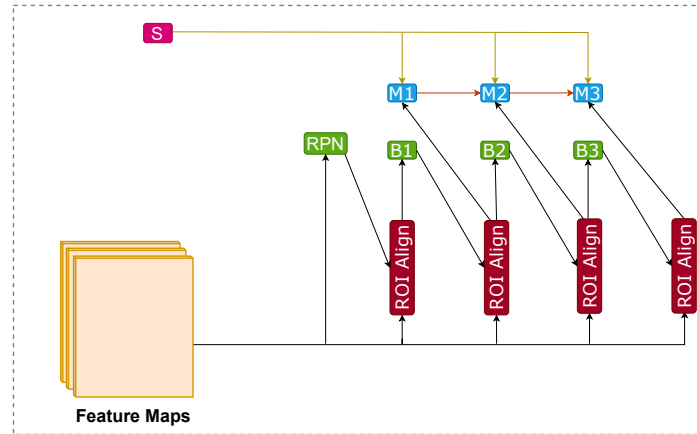 S
M1 M2 M3
RPN B1 B2 B3
ROI Align ROI Align ROI Align ROI Align
Feature Maps